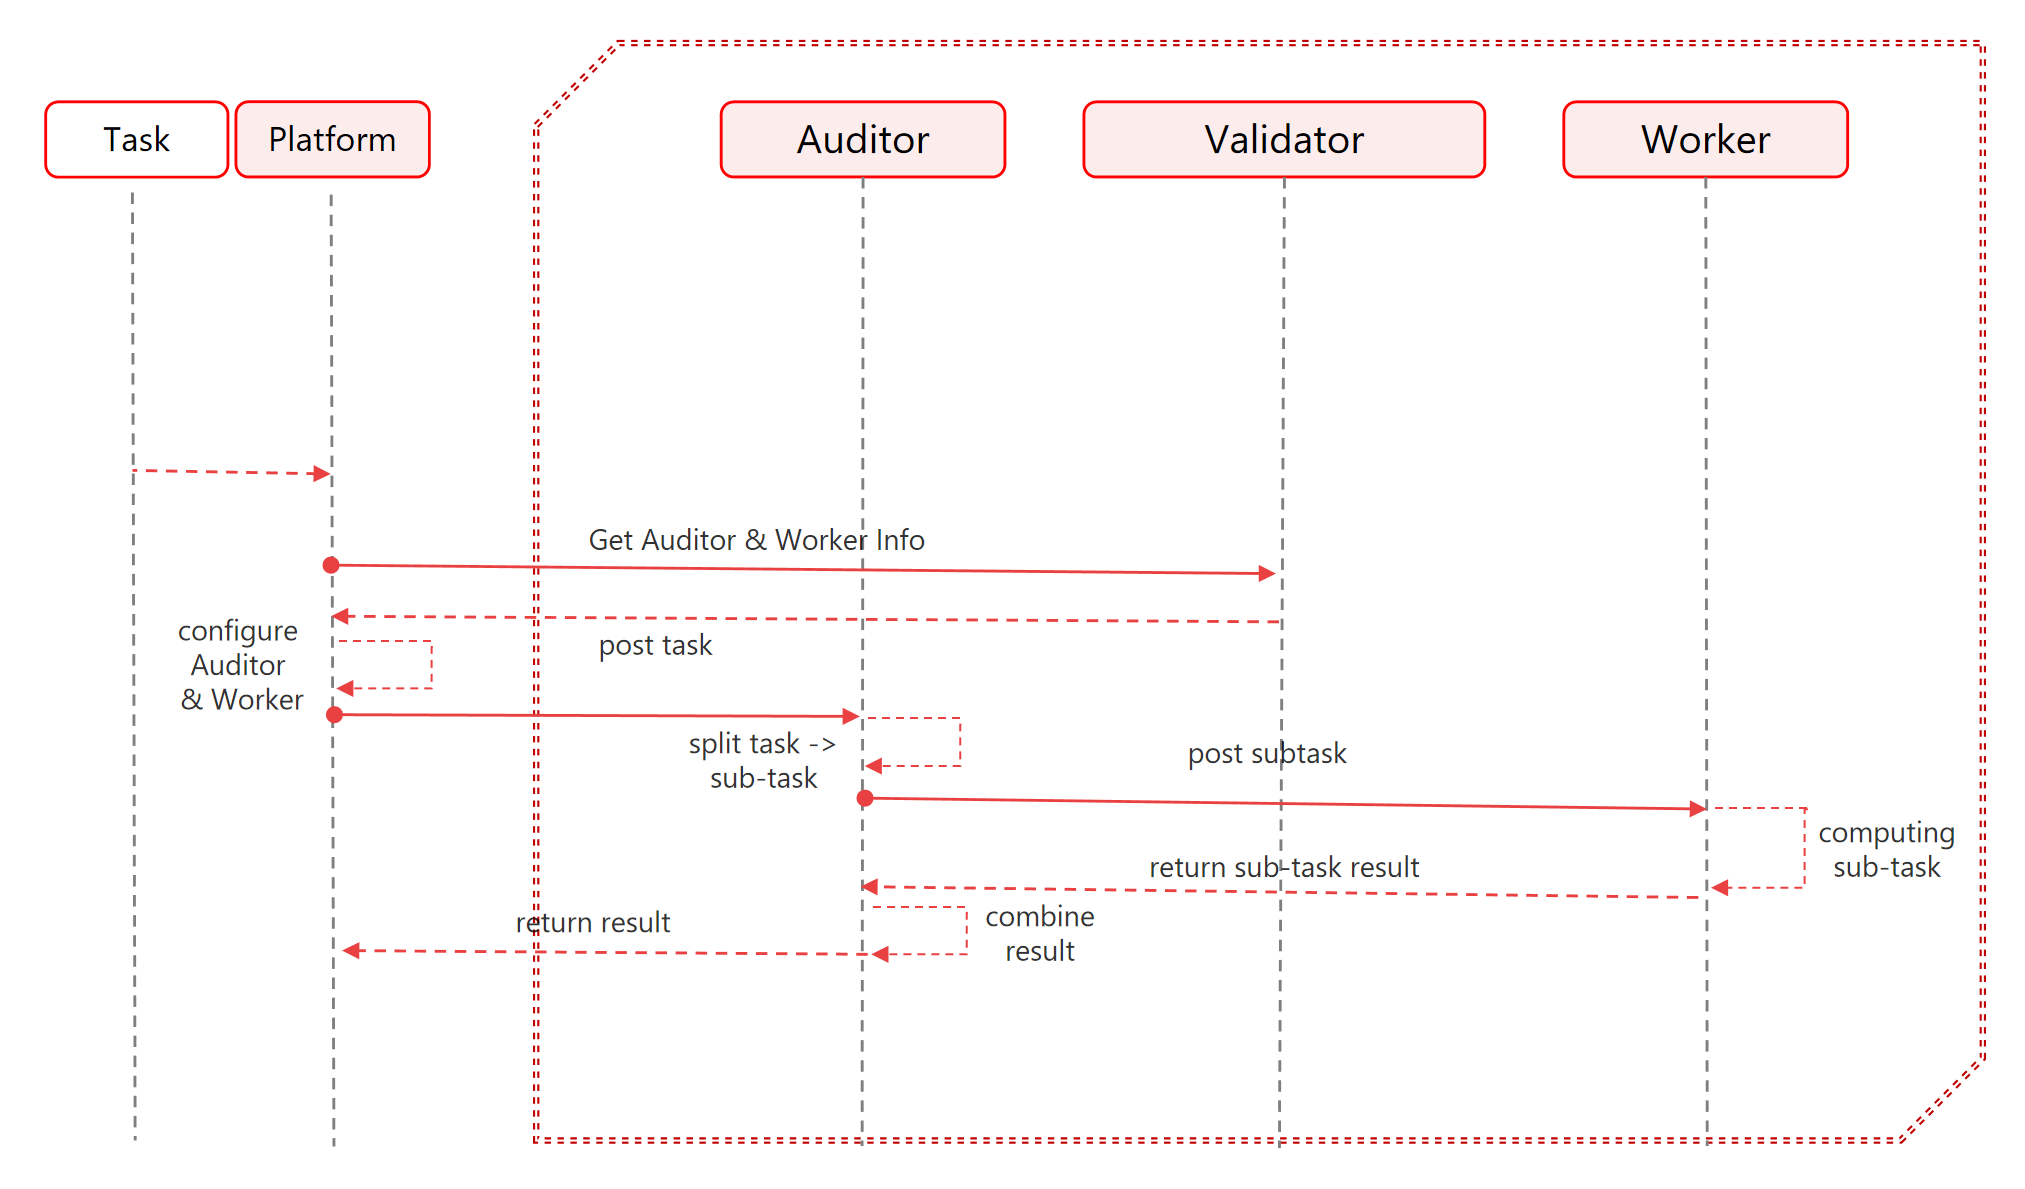 Task
Platform
Auditor
Validator
Worker
Get Auditor & Worker Info
configure
Auditor
& Worker
post task
split task ->
sub-task
post subtask
computing
sub-task
return sub-task result
combine
result
return result